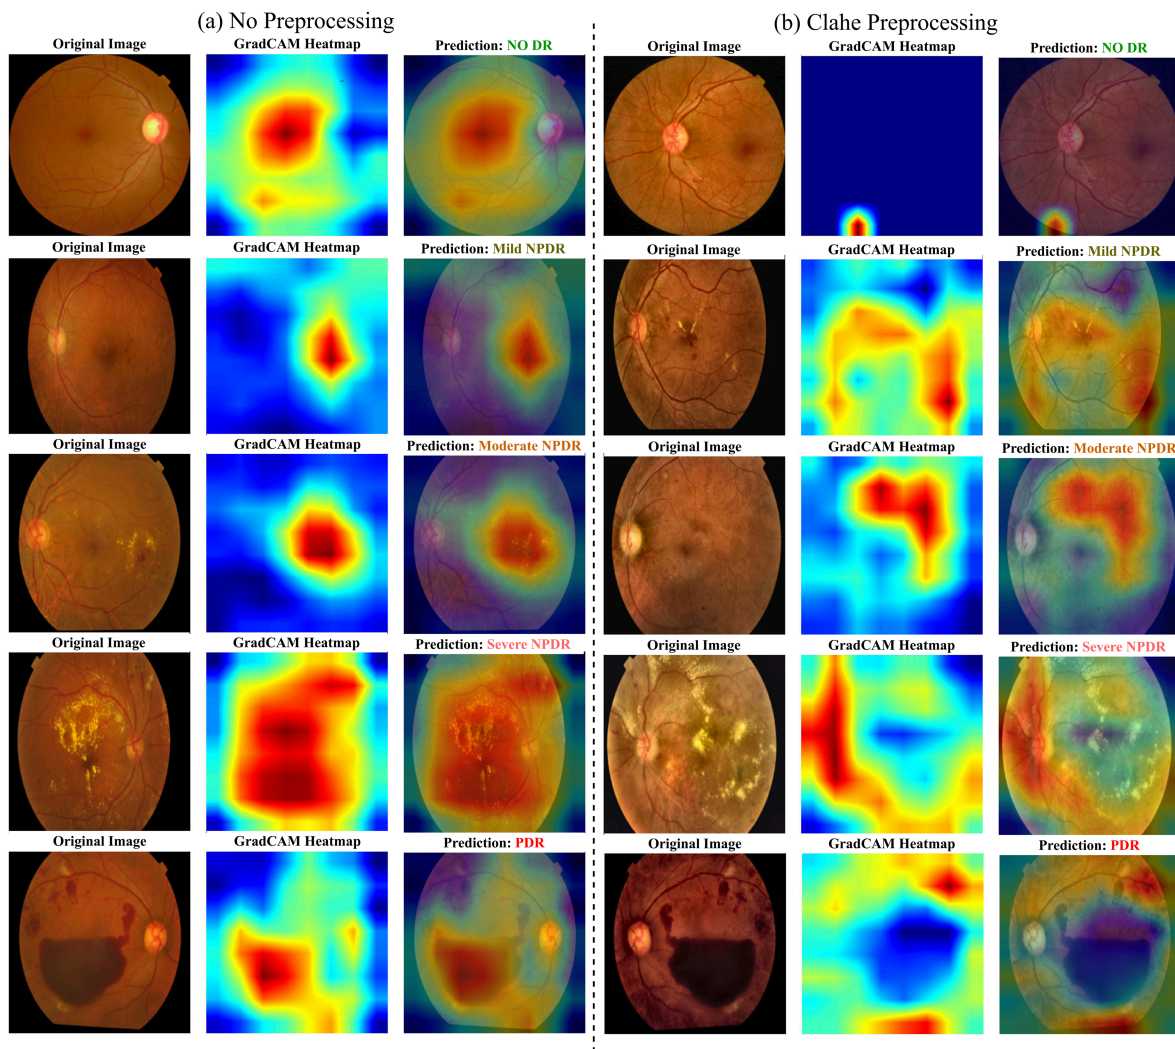 (a) No Preprocessing
(b) Clahe Preprocessing
Original Image
GradCAM Heatmap
Prediction: NO DR
Original Image
GradCAM Heatmap
Prediction: NO DR
Original Image
GradCAM Heatmap
Prediction: Mild NPDR
Original Image
GradCAM Heatmap
Prediction: Mild NPDR
Original Image
GradCAM Heatmap
Prediction: Moderate NPDR
Original Image
GradCAM Heatmap
Prediction: Moderate NPDR
Original Image
GradCAM Heatmap
Prediction: Severe NPDR
Original Image
GradCAM Heatmap
Prediction: Severe NPDR
Original Image
GradCAM Heatmap
Prediction: PDR
Original Image
GradCAM Heatmap
Prediction: PDR